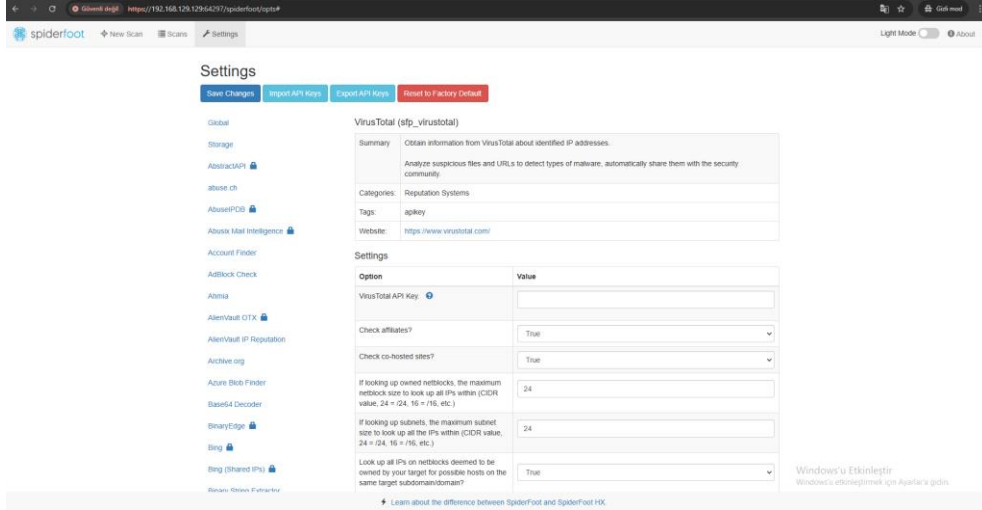 Güvenli değil https://192.168.129.129:64297/spiderfoot/opts#
Gizli mod
spiderfoot New Scan Scans Settings Light Mode About
Settings
Save Changes Import API Keys Export API Keys Reset to Factory Default
Global
Storage
AbstractAPI
abuse.ch
AbuseIPDB
Abusix Mail Intelligence
Account Finder
AdBlock Check
Ahmia
AlienVault OTX
AlienVault IP Reputation
Archive.org
Azure Blob Finder
Base64 Decoder
BinaryEdge
Bing
Bing (Shared IPs)
Binary String Extractor
VirusTotal (sfp_virustotal)
Summary Obtain information from VirusTotal about identified IP addresses.
Analyze suspicious files and URLs to detect types of malware, automatically share them with the security
community.
Categories: Reputation Systems
Tags: apikey
Website: https://www.virustotal.com/
Settings
Option Value
VirusTotal API Key.
Check affiliates? True
Check co-hosted sites? True
If looking up owned netblocks, the maximum
netblock size to look up all IPs within (CIDR
value, 24 = /24, 16 = /16, etc.)
24
If looking up subnets, the maximum subnet
size to look up all the IPs within (CIDR value,
24 = /24, 16 = /16, etc.)
24
Look up all IPs on netblocks deemed to be
owned by your target for possible hosts on the
same target subdomain/domain?
True
Windows'u Etkinleştir
Windows'u etkinleştirmek için Ayarlar'a gidin.
Learn about the difference between SpiderFoot and SpiderFoot HX.